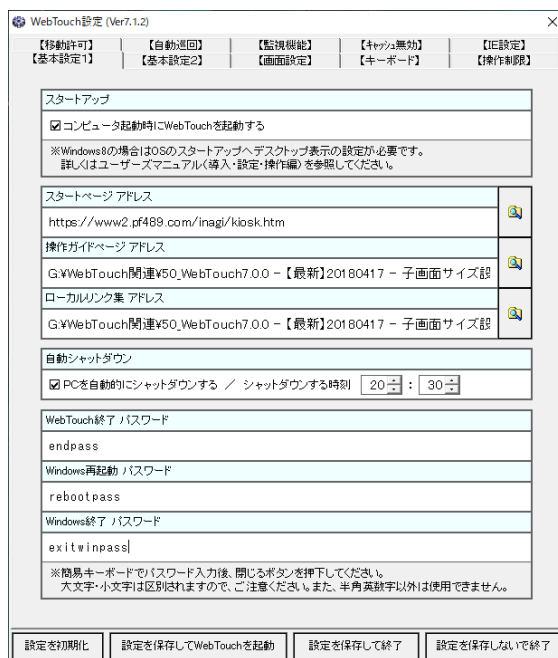 WebTouch設定 (Ver7.1.2)
【移動許可】 【自動巡回】 【監視機能】 【キャッシュ無効】 【IE設定】
【基本設定1】 【基本設定2】 【画面設定】 【キーボード】 【操作制限】
スタートアップ
コンピュータ起動時にWebTouchを起動する
※Windows8の場合はOSのスタートアップへデスクトップ表示の設定が必要です。
詳しくはユーザーズマニュアル(導入・設定・操作編)を参照してください。
スタートページ アドレス
https://www2.pf489.com/inagi/kiosk.htm
操作ガイドページ アドレス
G:¥WebTouch関連¥50_WebTouch7.0.0 - 【最新】20180417 - 子画面サイズ設
ローカルリンク集 アドレス
G:¥WebTouch関連¥50_WebTouch7.0.0 - 【最新】20180417 - 子画面サイズ設
自動シャットダウン
PCを自動的にシャットダウンする / シャットダウンする時刻 20 : 30
WebTouch終了 パスワード
endpass
Windows再起動 パスワード
rebootpass
Windows終了 パスワード
exitwinpass
※簡易キーボードでパスワード入力後、閉じるボタンを押下してください。
大文字・小文字は区別されますので、ご注意ください。また、半角英数字以外は使用できません。
設定を初期化 設定を保存してWebTouchを起動 設定を保存して終了 設定を保存しないで終了